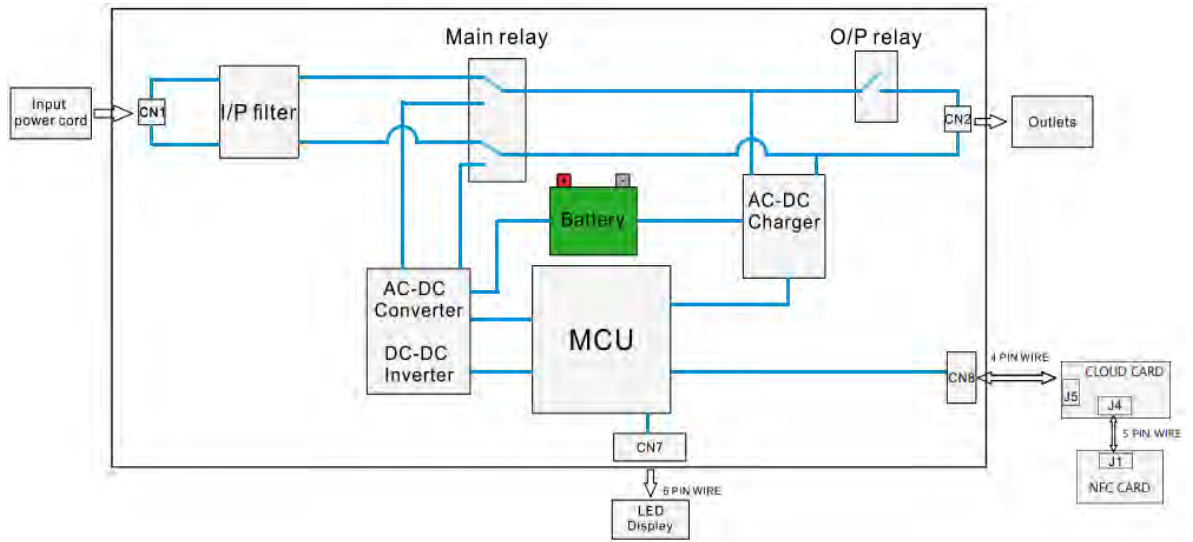 Main relay
O/P relay
Input
power cord
CN1
I/P filter
CN2
Outlets
+
-
Battery
AC-DC
Charger
AC-DC
Converter
DC-DC
Inverter
MCU
CN8
4 PIN WIRE
CLOUD CARD
J5
J4
5 PIN WIRE
J1
NFC CARD
CN7
6 PIN WIRE
LED
Display